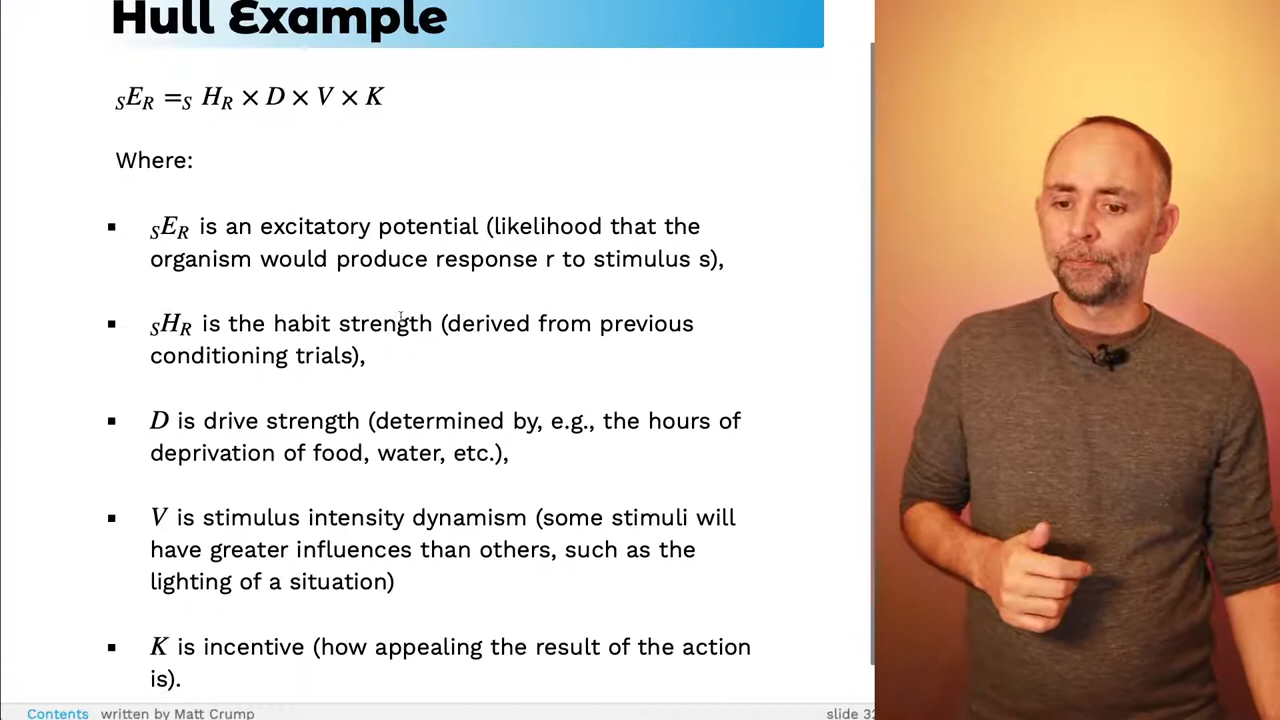 Hull Example
sER =s HR × D × V × K
Where:
▪ sER is an excitatory potential (likelihood that the
organism would produce response r to stimulus s),
▪ sHR is the habit strength (derived from previous
conditioning trials),
▪ D is drive strength (determined by, e.g., the hours of
deprivation of food, water, etc.),
▪ V is stimulus intensity dynamism (some stimuli will
have greater influences than others, such as the
lighting of a situation)
▪ K is incentive (how appealing the result of the action
is).
Contents written by Matt Crump
slide